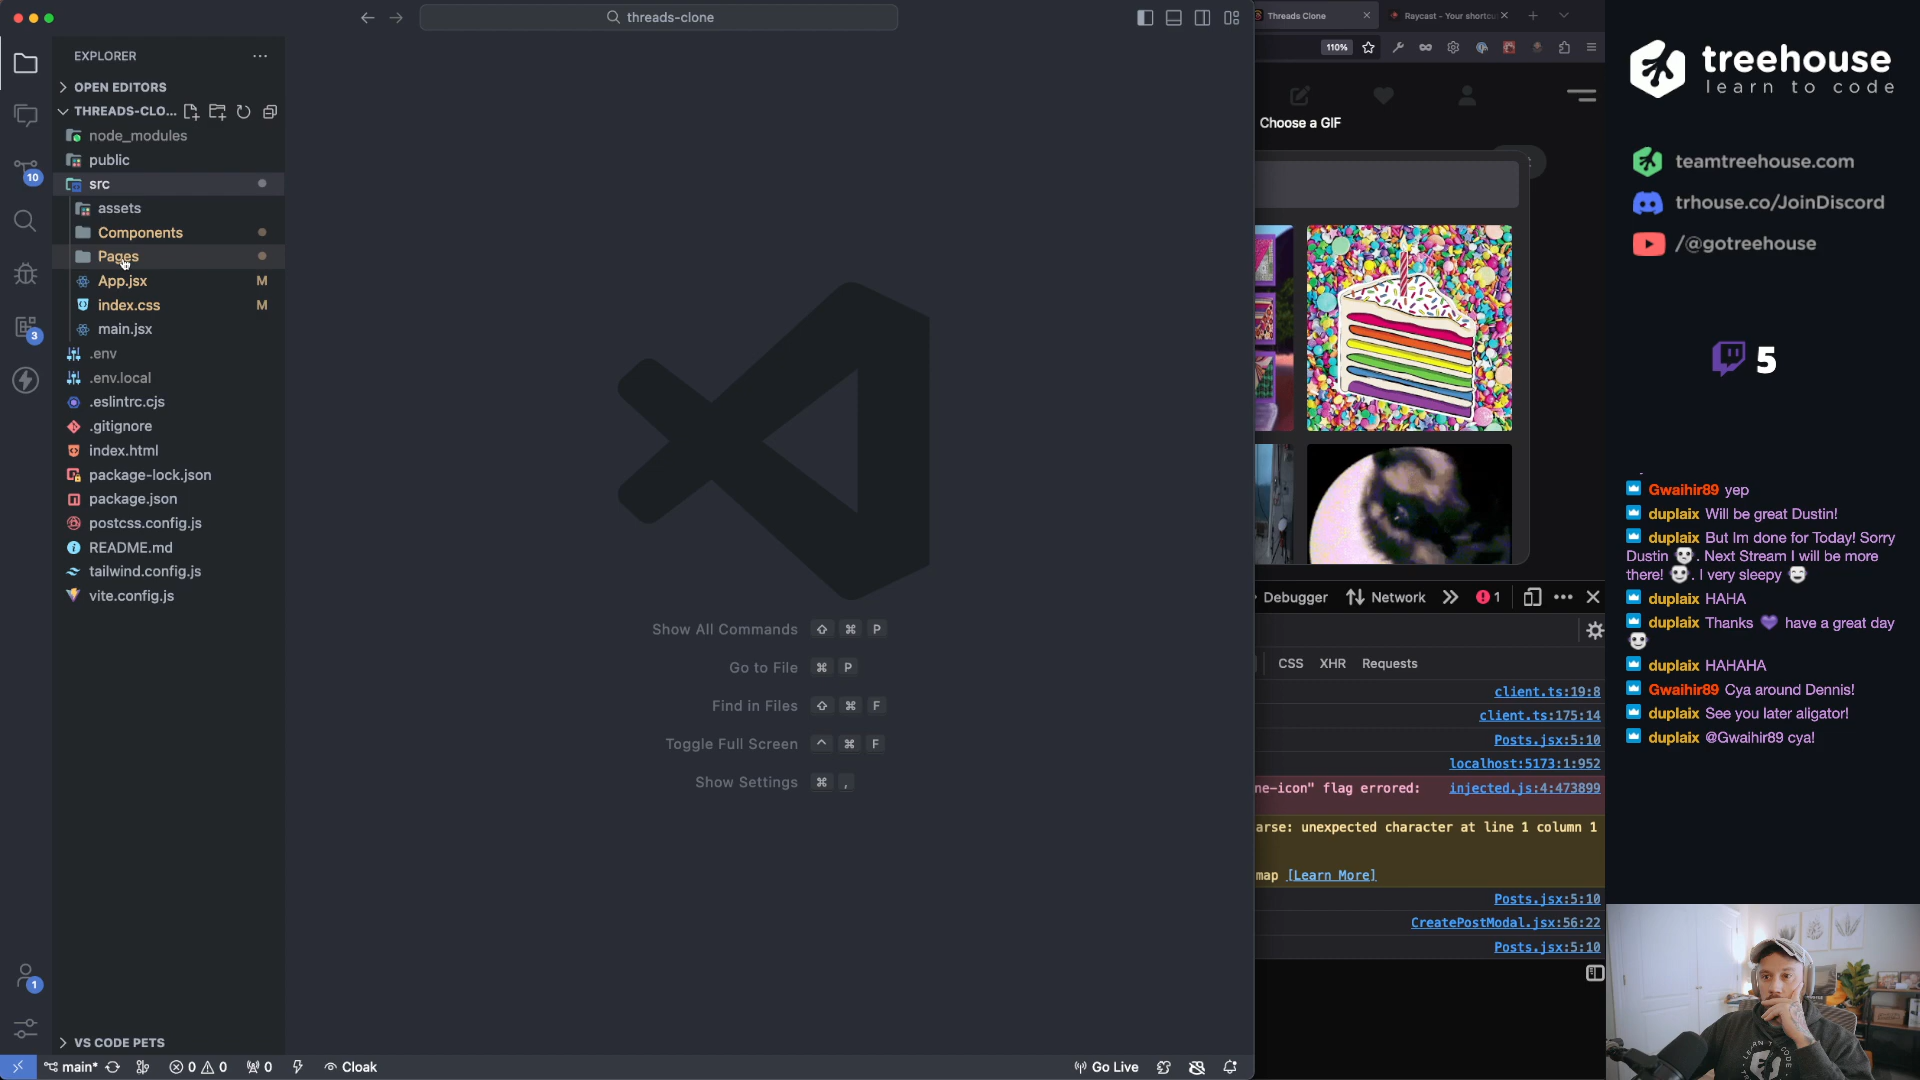 threads-clone
EXPLORER
OPEN EDITORS
THREADS-CLO...
node_modules
public
src
assets
Components
Pages
App.jsx M
index.css M
main.jsx
.env
.env.local
.eslintrc.cjs
.gitignore
index.html
package-lock.json
package.json
postcss.config.js
README.md
tailwind.config.js
vite.config.js
VS CODE PETS
10
3
1
Show All Commands ⇧ ⌘ P
Go to File ⌘ P
Find in Files ⇧ ⌘ F
Toggle Full Screen ^ ⌘ F
Show Settings ⌘ ,
main*
0 0
0
Cloak
Go Live
Threads Clone
Raycast - Your shortcu
110%
Choose a GIF
Debugger
Network
1
CSS XHR Requests
client.ts:19:8
client.ts:175:14
Posts.jsx:5:10
localhost:5173:1:952
ne-icon" flag errored: injected.js:4:473899
arse: unexpected character at line 1 column 1
map [Learn More]
Posts.jsx:5:10
CreatePostModal.jsx:56:22
Posts.jsx:5:10
treehouse
learn to code
teamtreehouse.com
trhouse.co/JoinDiscord
/@gotreehouse
5
Gwaihir89 yep
duplaix Will be great Dustin!
duplaix But Im done for Today! Sorry
Dustin . Next Stream I will be more
there! . I very sleepy
duplaix HAHA
duplaix Thanks 💜 have a great day
duplaix HAHAHA
Gwaihir89 Cya around Dennis!
duplaix See you later aligator!
duplaix @Gwaihir89 cya!